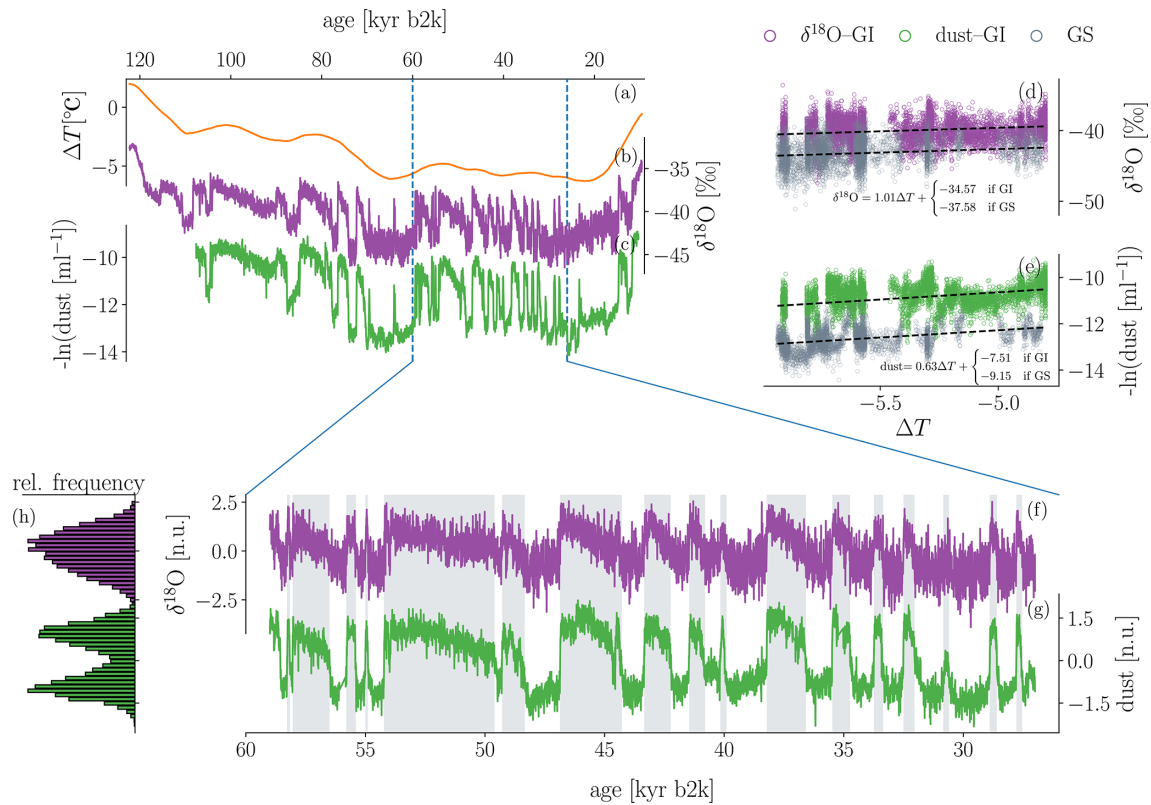 age [kyr b2k]
120 100 80 60 40 20
δ¹⁸O–GI dust–GI GS
(a)
0
−5
ΔT[°C]
(b)
−35
−40
−45
δ¹⁸O [‰]
(c)
−10
−12
−14
-ln(dust [ml⁻¹])
(d)
−40
−50
δ¹⁸O [‰]
δ¹⁸O = 1.01ΔT + { −34.57 if GI
−37.58 if GS
(e)
−10
−12
−14
-ln(dust [ml⁻¹])
dust= 0.63ΔT + { −7.51 if GI
−9.15 if GS
−5.5 −5.0
ΔT
rel. frequency
(h)
(f)
2.5
0.0
−2.5
δ¹⁸O [n.u.]
(g)
1.5
0.0
−1.5
dust [n.u.]
60 55 50 45 40 35 30
age [kyr b2k]